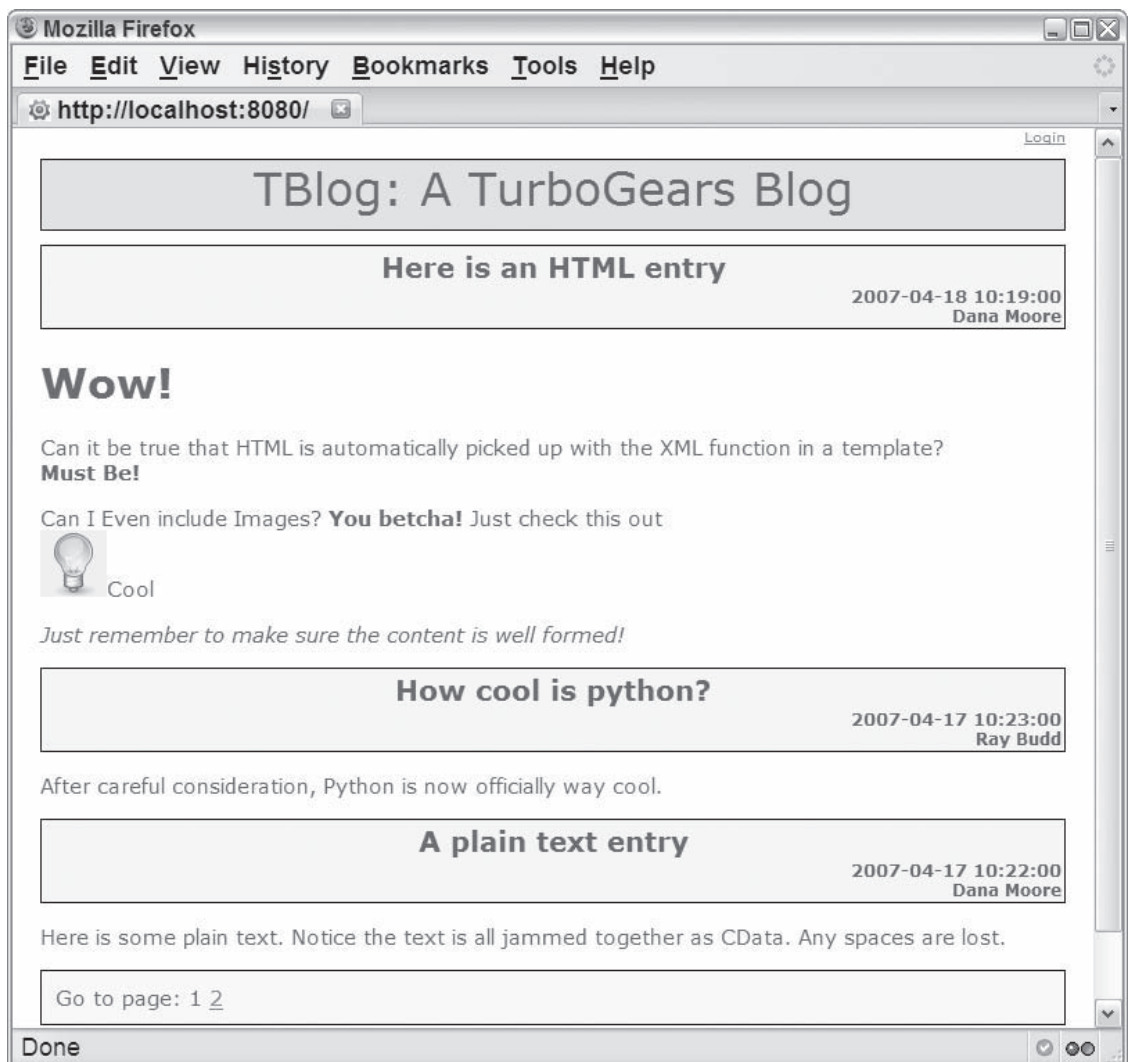 Mozilla Firefox
File Edit View History Bookmarks Tools Help
http://localhost:8080/
Login
TBlog: A TurboGears Blog
Here is an HTML entry
2007-04-18 10:19:00
Dana Moore
Wow!
Can it be true that HTML is automatically picked up with the XML function in a template?
Must Be!
Can I Even include Images? You betcha! Just check this out
Cool
Just remember to make sure the content is well formed!
How cool is python?
2007-04-17 10:23:00
Ray Budd
After careful consideration, Python is now officially way cool.
A plain text entry
2007-04-17 10:22:00
Dana Moore
Here is some plain text. Notice the text is all jammed together as CData. Any spaces are lost.
Go to page: 1 2
Done